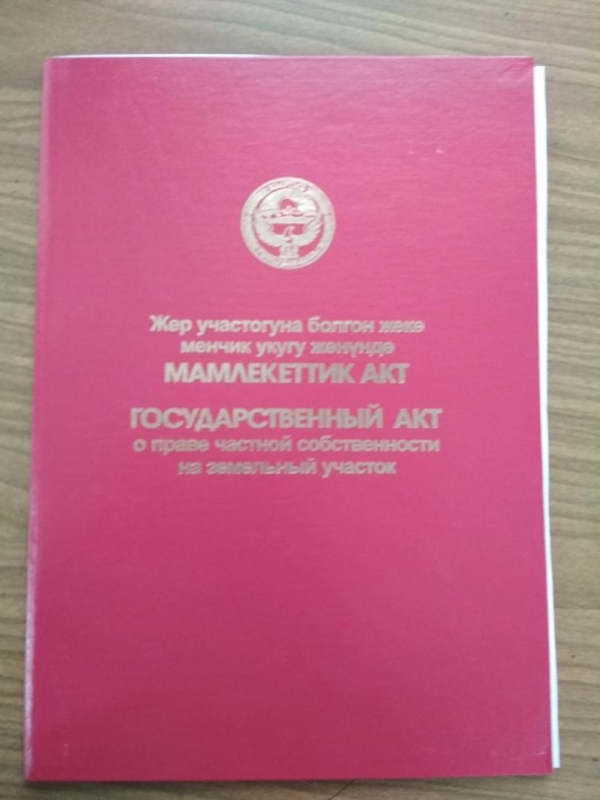 Жер участогуна болгон жеке
менчик укугу жөнүндө
МАМЛЕКЕТТИК АКТ
ГОСУДАРСТВЕННЫЙ АКТ
о праве частной собственности
на земельный участок